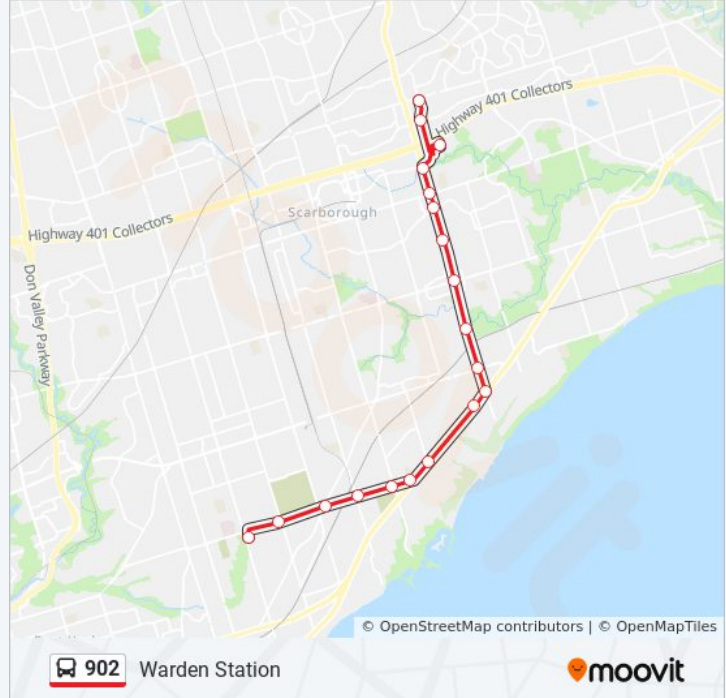 Highway 401 Collectors
Scarborough
Highway 401 Collectors
Don Valley Parkway
© OpenStreetMap contributors | © OpenMapTiles
902 Warden Station
moovit